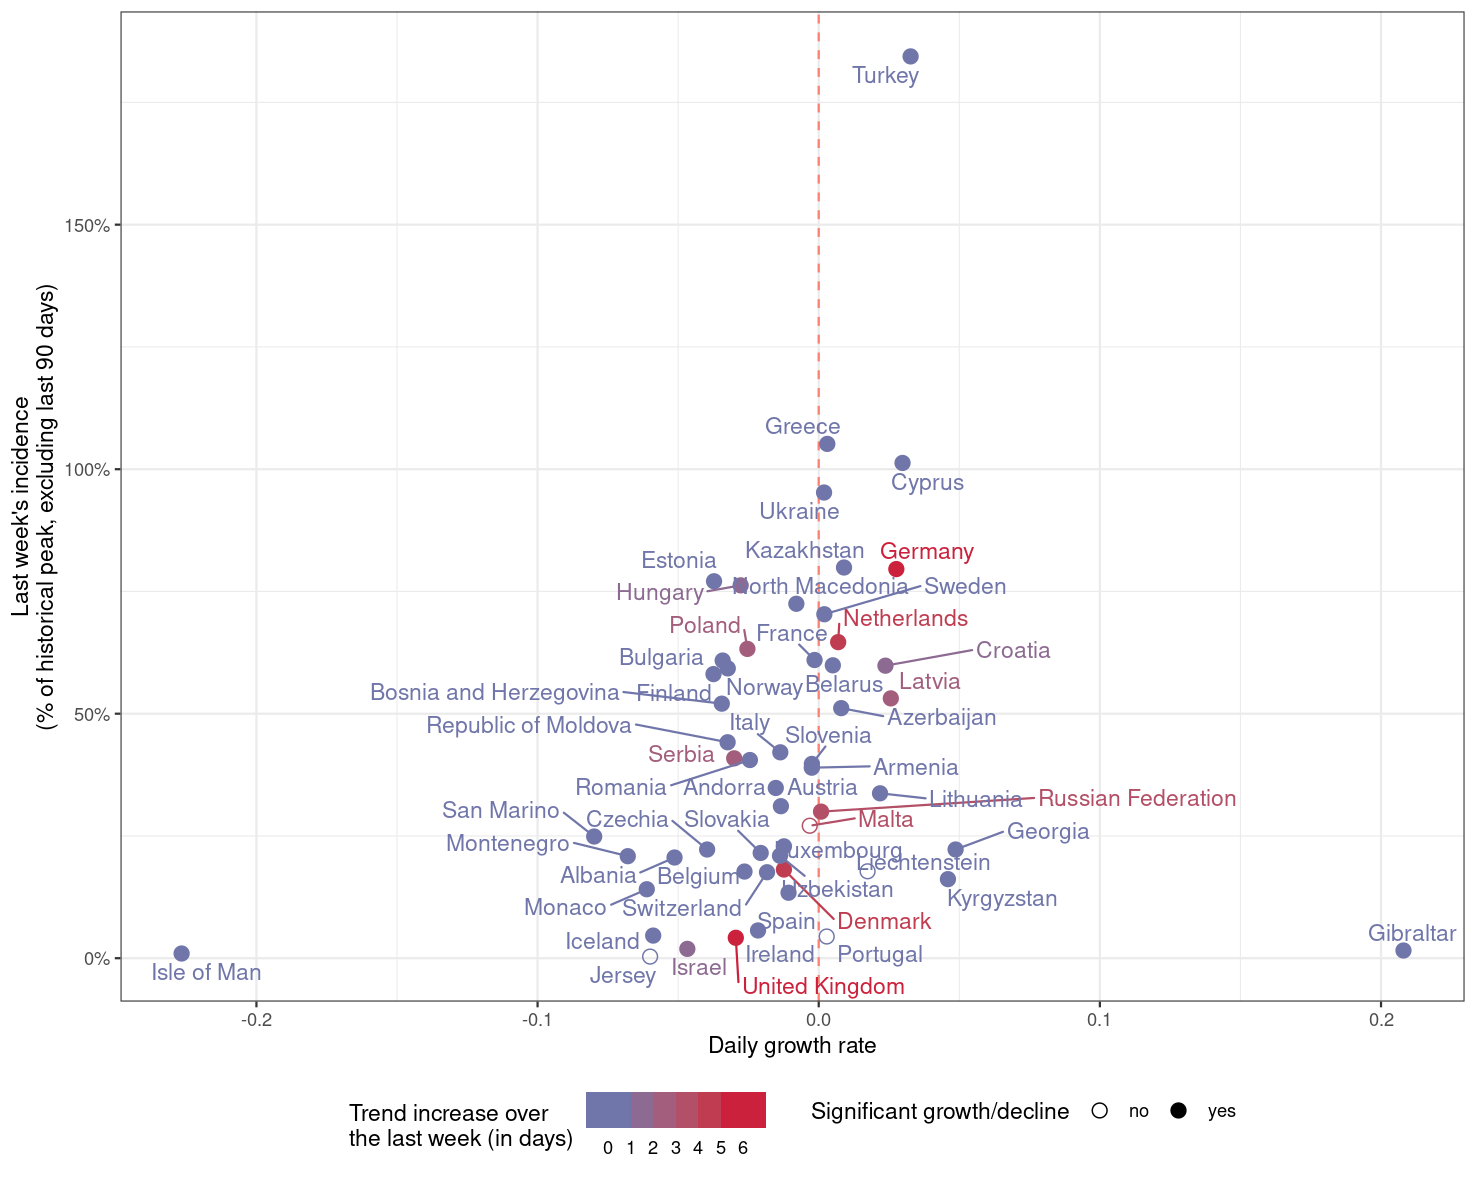 Turkey
150%
Greece
100%
Cyprus
Ukraine
Kazakhstan
Germany
Estonia
Hungary
North Macedonia
Sweden
Netherlands
Poland
France
Croatia
Bulgaria
Latvia
Bosnia and Herzegovina
Finland
Norway
Belarus
50%
Azerbaijan
Republic of Moldova
Italy
Slovenia
Serbia
Armenia
Romania
Andorra
Austria
Lithuania
Russian Federation
San Marino
Czechia
Slovakia
Malta
Georgia
Montenegro
Luxembourg
Liechtenstein
Albania
Belgium
Uzbekistan
Kyrgyzstan
Monaco
Switzerland
Spain
Denmark
Gibraltar
Iceland
Ireland
Portugal
0%
Isle of Man
Jersey
Israel
United Kingdom
-0.2
-0.1
0.0
0.1
0.2
Daily growth rate
Last week's incidence
(% of historical peak, excluding last 90 days)
Trend increase over
the last week (in days)
0 1 2 3 4 5 6
Significant growth/decline
no
yes